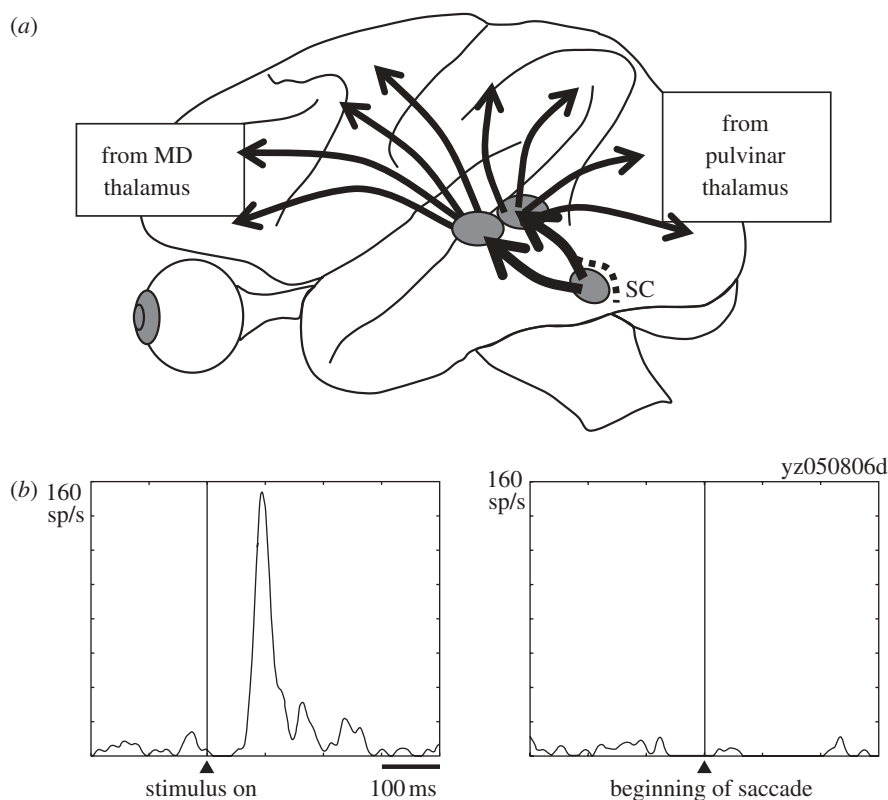 (a)
from MD
thalamus
from
pulvinar
thalamus
SC
(b)
160
sp/s
stimulus on
100 ms
yz050806d
160
sp/s
beginning of saccade